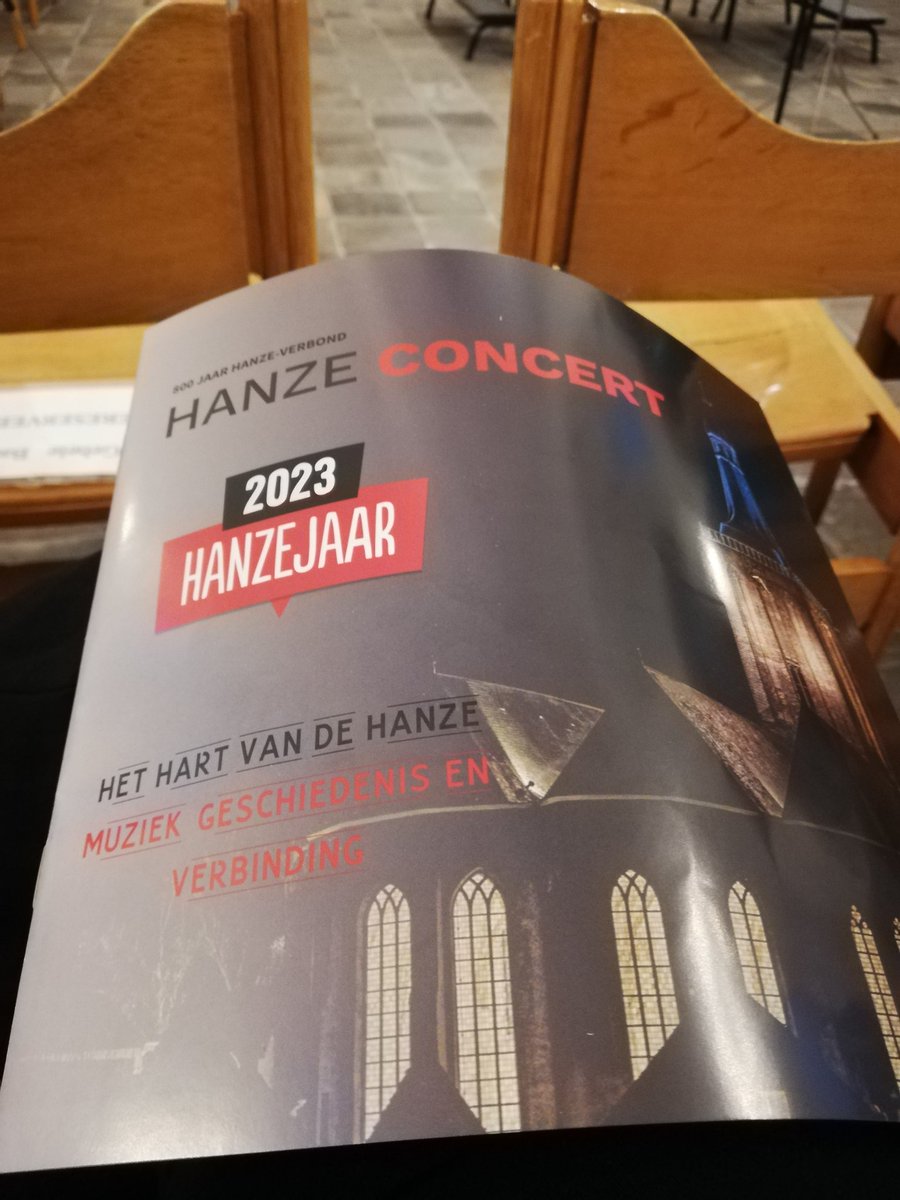 800 JAAR HANZE-VERBOND
HANZE CONCERT
2023
HANZEJAAR
HET HART VAN DE HANZE
MUZIEK GESCHIEDENIS EN
VERBINDING